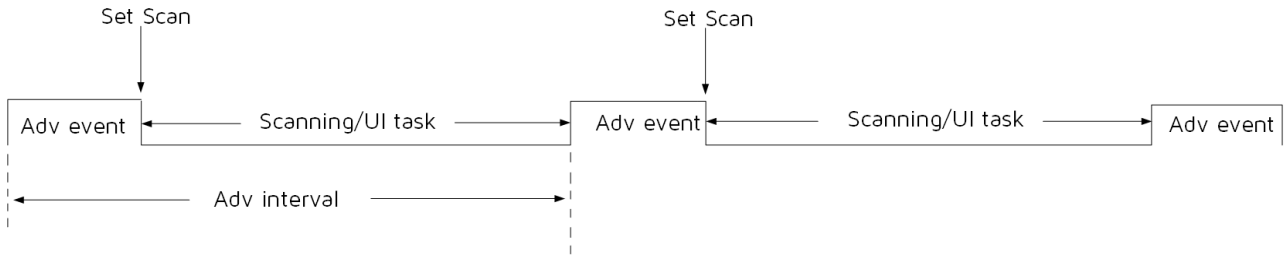 Set Scan
Set Scan
Adv event
Scanning/UI task
Adv event
Scanning/UI task
Adv event
Adv interval